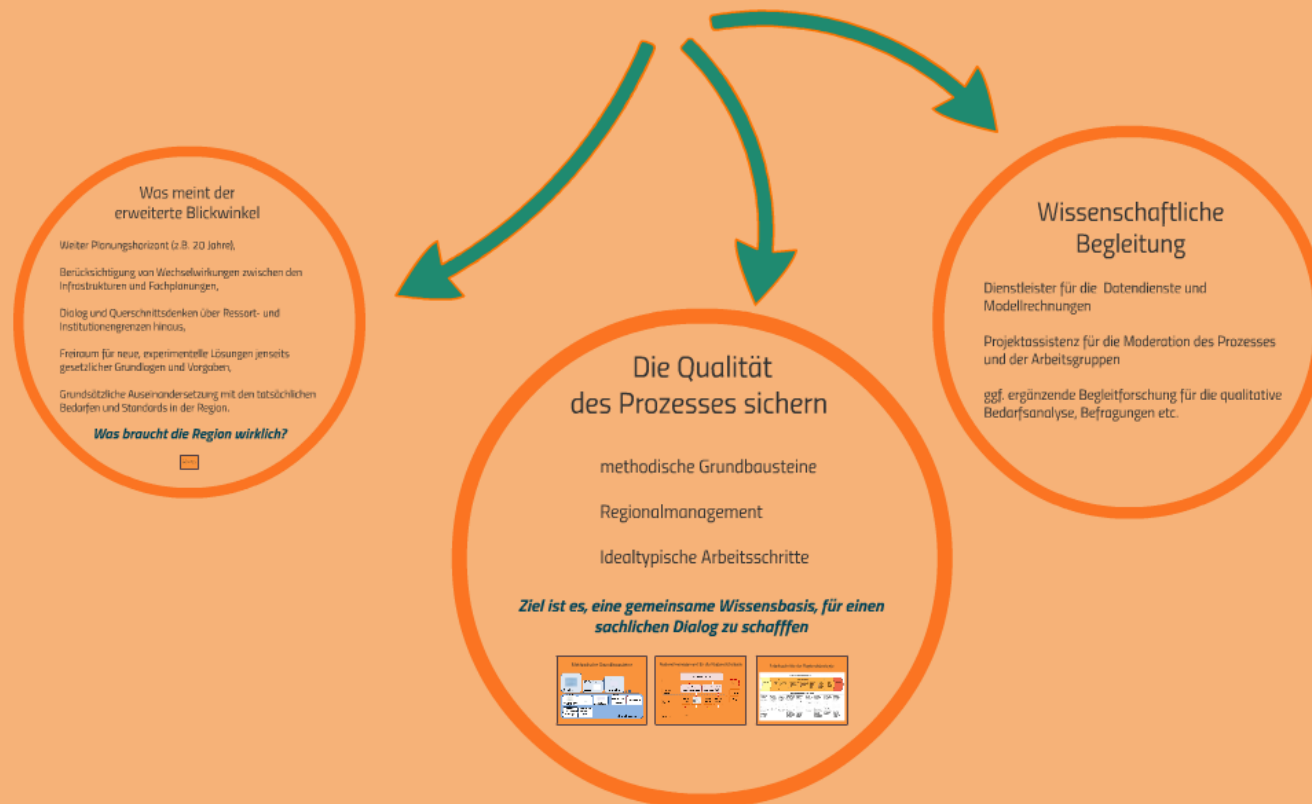 Was meint der
erweiterte Blickwinkel
Weiter Planungshorizont (z.B. 20 Jahre),
Berücksichtigung von Wechselwirkungen zwischen den
Infrastrukturen und Fachplanungen,
Dialog und Querschnittsdenken über Ressort- und
Institutionengrenzen hinaus,
Freiraum für neue, experimentelle Lösungen jenseits
gesetzlicher Grundlagen und Vorgaben,
Grundsätzliche Auseinandersetzung mit den tatsächlichen
Bedarfen und Standards in der Region.
Was braucht die Region wirklich?
Die Qualität
des Prozesses sichern
methodische Grundbausteine
Regionalmanagement
Idealtypische Arbeitsschritte
Ziel ist es, eine gemeinsame Wissensbasis, für einen
sachlichen Dialog zu schafffen
Methodische Grundbausteine
Wissenschaftliche
Begleitung
Dienstleister für die Datendienste und
Modellrechnungen
Projektassistenz für die Moderation des Prozesses
und der Arbeitsgruppen
ggf. ergänzende Begleitforschung für die qualitative
Bedarfsanalyse, Befragungen etc.